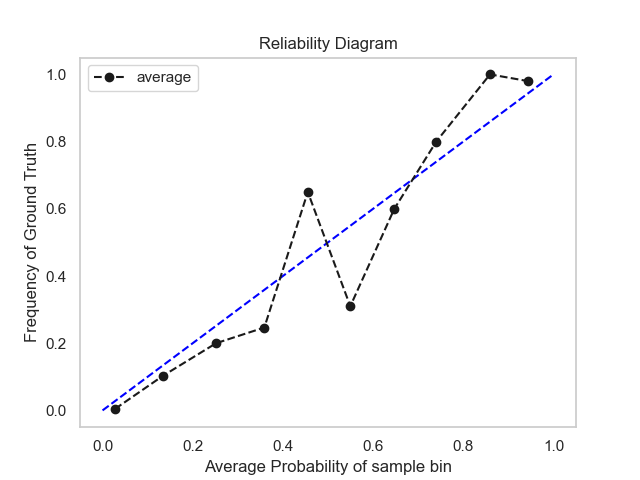 Reliability Diagram
average
Frequency of Ground Truth
1.0
0.8
0.6
0.4
0.2
0.0
0.0 0.2 0.4 0.6 0.8 1.0
Average Probability of sample bin